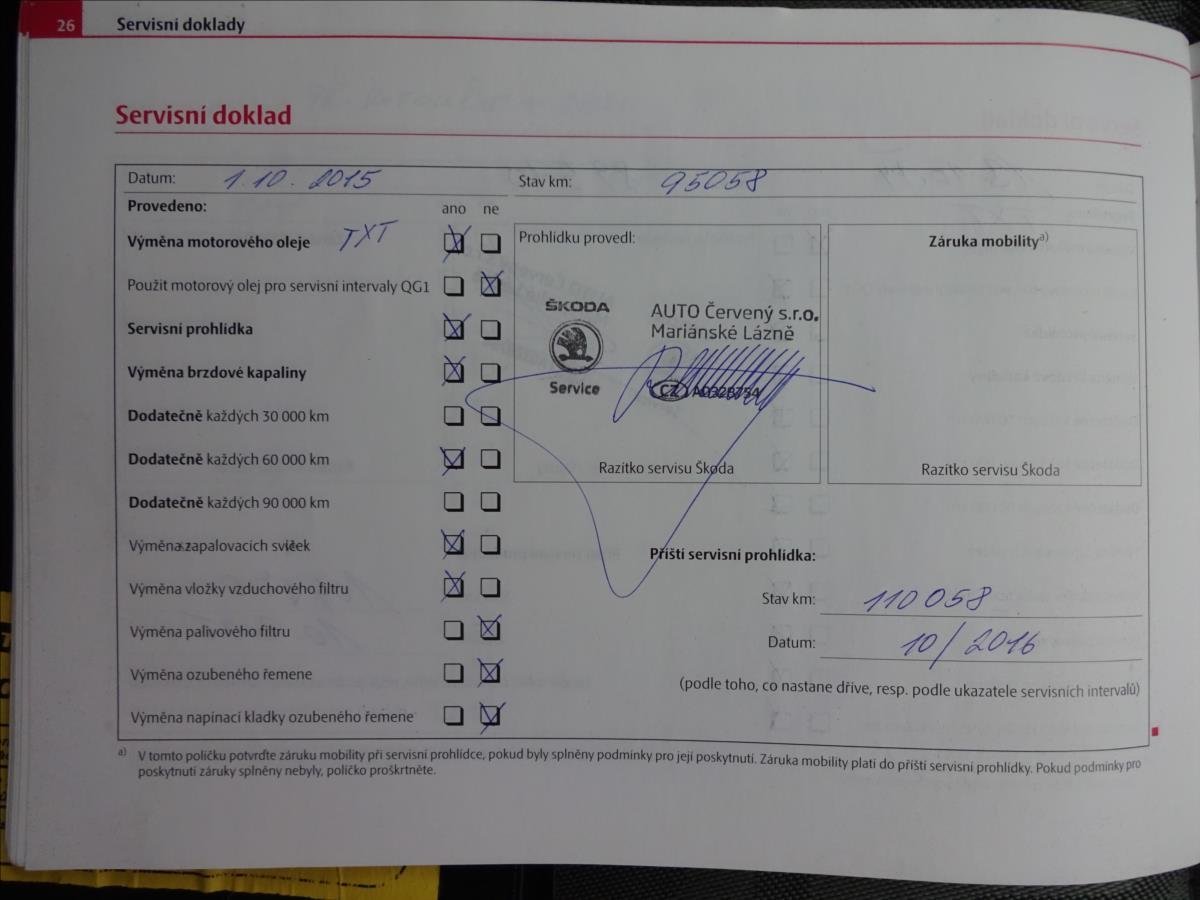 26 Servisní doklady
Servisní doklad
Datum: 1.10.2015 Stav km: 95058
Provedeno: ano ne
Výměna motorového oleje TXT
Použit motorový olej pro servisní intervaly QG1
Servisní prohlídka
Výměna brzdové kapaliny
Dodatečně každých 30 000 km
Dodatečně každých 60 000 km
Dodatečně každých 90 000 km
Výměna zapalovacích svíček
Výměna vložky vzduchového filtru
Výměna palivového filtru
Výměna ozubeného řemene
Výměna napínací kladky ozubeného řemene
Prohlídku provedl:
ŠKODA
Service
AUTO Červený s.r.o.
Mariánské Lázně
CZ
Razítko servisu Škoda
Záruka mobility a)
Razítko servisu Škoda
Příští servisní prohlídka:
Stav km: 110058
Datum: 10/2016
(podle toho, co nastane dříve, resp. podle ukazatele servisních intervalů)
a) V tomto políčku potvrďte záruku mobility při servisní prohlídce, pokud byly splněny podmínky pro její poskytnutí. Záruka mobility platí do příští servisní prohlídky. Pokud podmínky pro
poskytnutí záruky splněny nebyly, políčko proškrtněte.